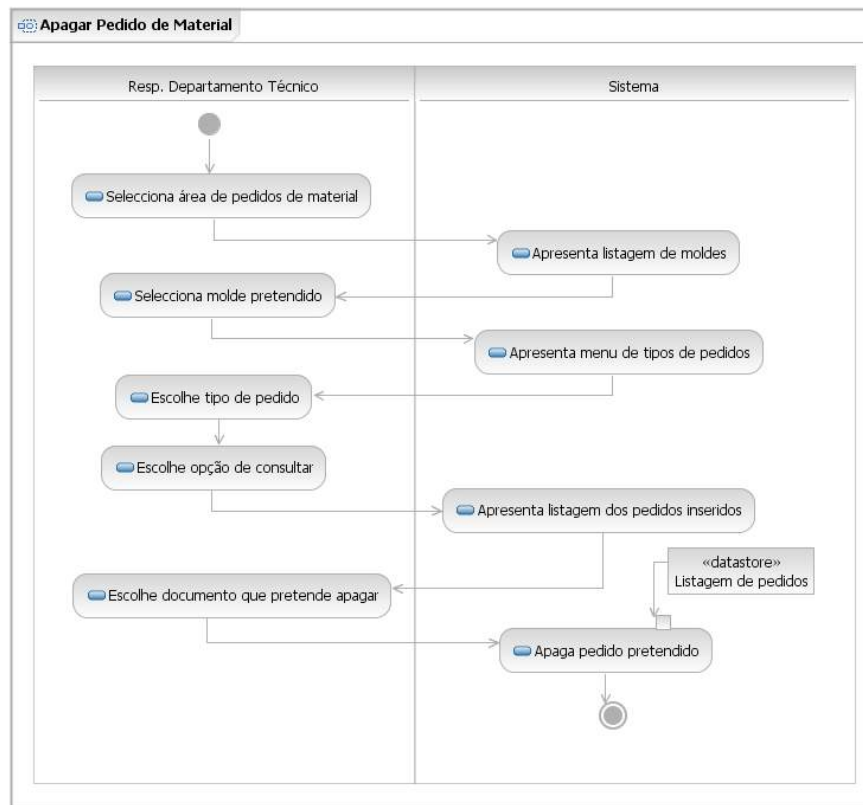 Apagar Pedido de Material
Resp. Departamento Técnico
Sistema
Selecciona área de pedidos de material
Apresenta listagem de moldes
Selecciona molde pretendido
Apresenta menu de tipos de pedidos
Escolhe tipo de pedido
Escolhe opção de consultar
Apresenta listagem dos pedidos inseridos
«datastore»
Listagem de pedidos
Escolhe documento que pretende apagar
Apaga pedido pretendido